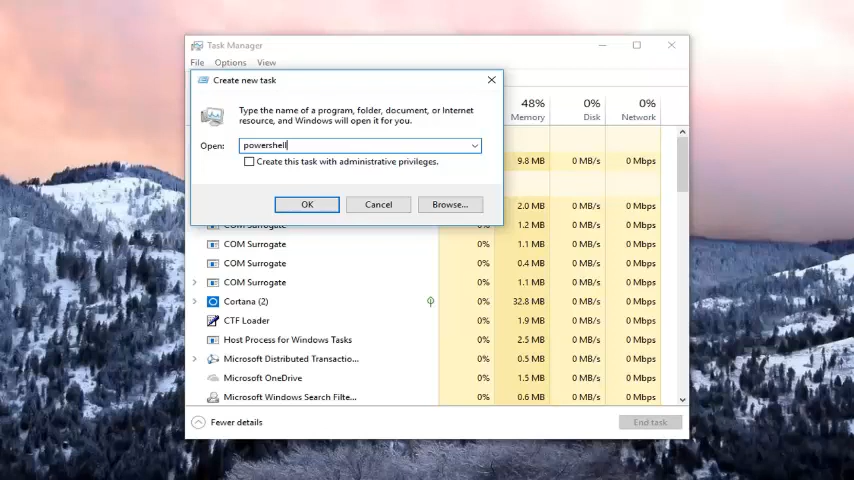 Task Manager
File Options View
Create new task
Type the name of a program, folder, document, or Internet
resource, and Windows will open it for you.
Open: powershell
Create this task with administrative privileges.
OK Cancel Browse...
48% 0% 0%
Memory Disk Network
9.8 MB 0 MB/s 0 Mbps
2.0 MB 0 MB/s 0 Mbps
COM Surrogate 0% 1.2 MB 0 MB/s 0 Mbps
COM Surrogate 0% 1.1 MB 0 MB/s 0 Mbps
COM Surrogate 0% 0.4 MB 0 MB/s 0 Mbps
COM Surrogate 0% 1.1 MB 0 MB/s 0 Mbps
Cortana (2) 0% 32.8 MB 0 MB/s 0 Mbps
CTF Loader 0% 1.9 MB 0 MB/s 0 Mbps
Host Process for Windows Tasks 0% 2.5 MB 0 MB/s 0 Mbps
Microsoft Distributed Transactio... 0% 0.5 MB 0 MB/s 0 Mbps
Microsoft OneDrive 0% 1.5 MB 0 MB/s 0 Mbps
Microsoft Windows Search Filte... 0% 0.6 MB 0 MB/s 0 Mbps
Fewer details End task